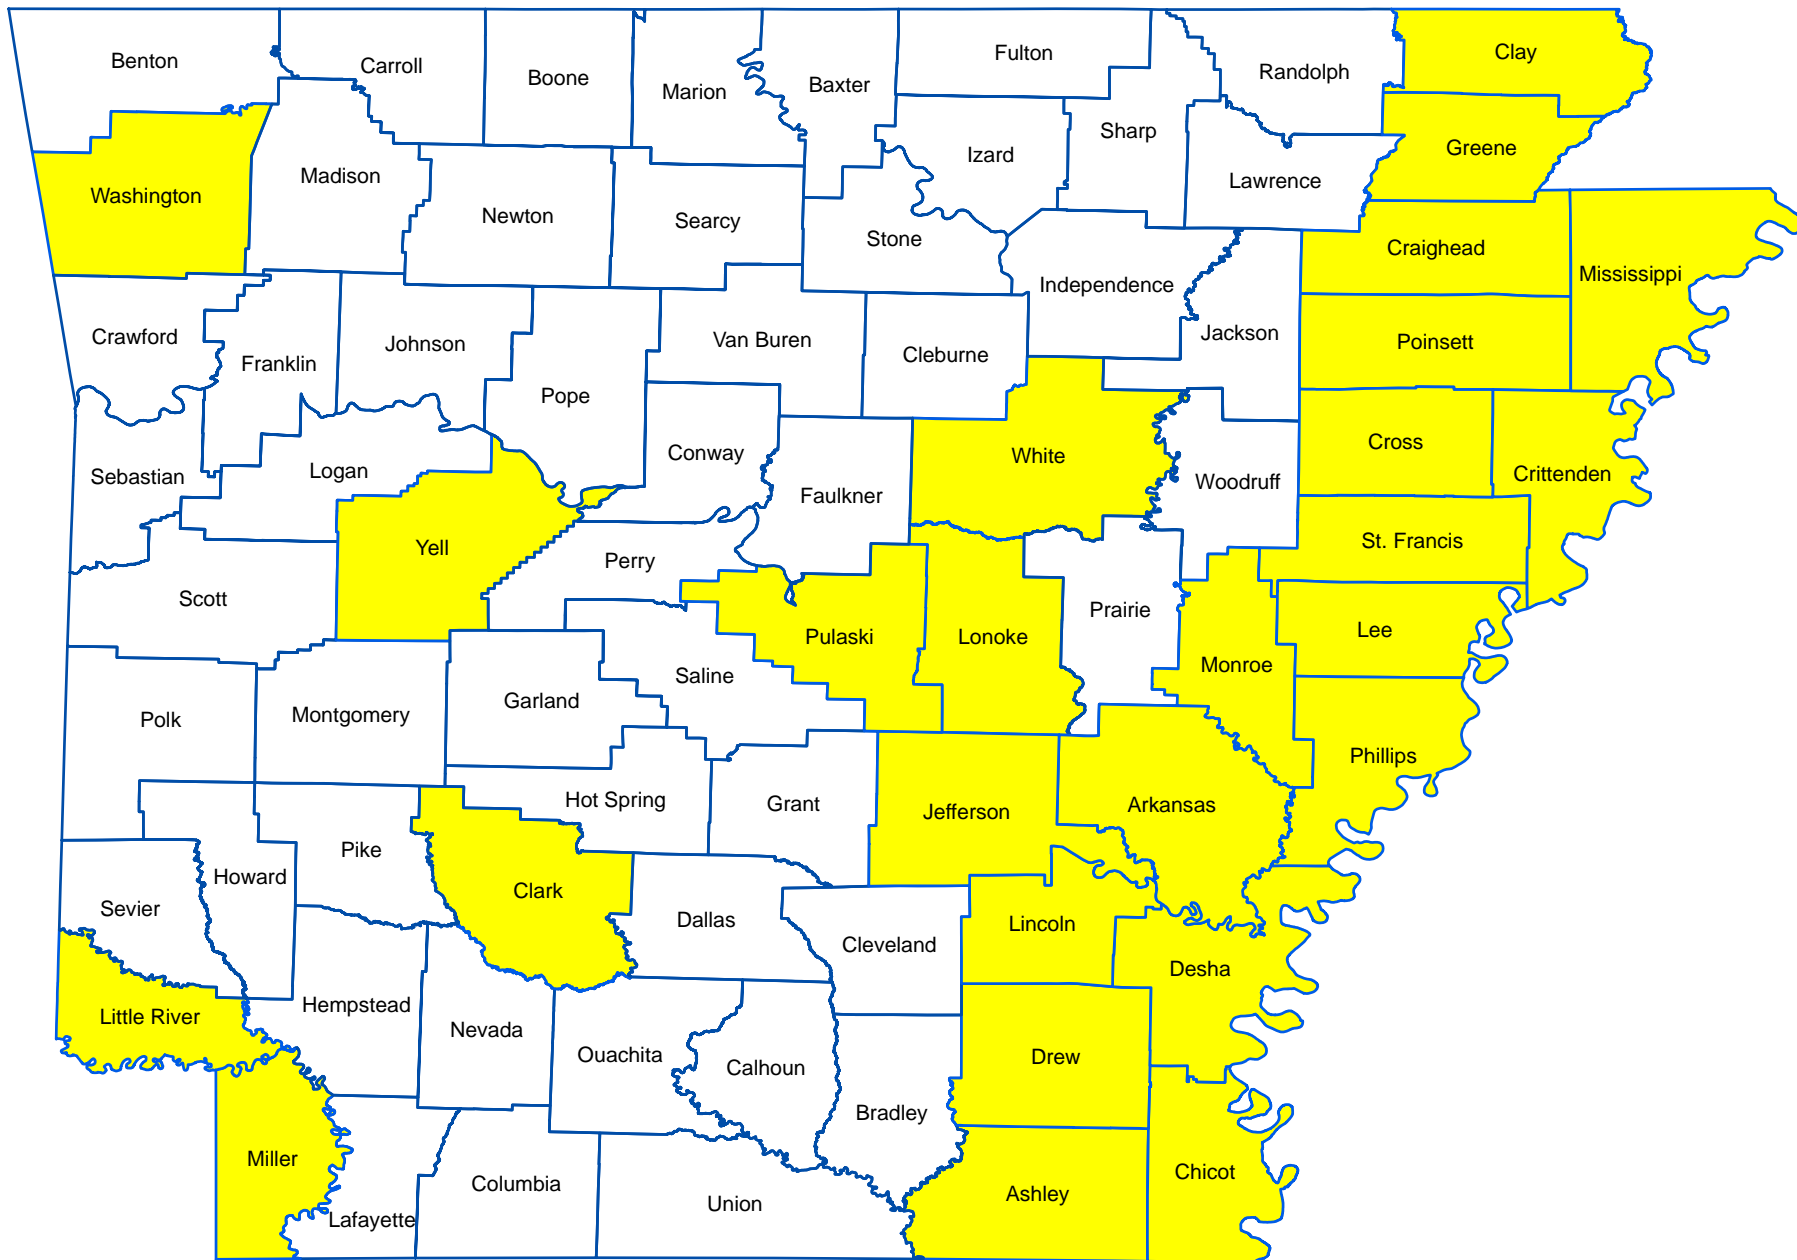 Benton
Carroll
Boone
Marion
Baxter
Fulton
Randolph
Clay
Washington
Madison
Newton
Searcy
Stone
Izard
Sharp
Lawrence
Greene
Craighead
Mississippi
Crawford
Franklin
Johnson
Pope
Van Buren
Cleburne
Independence
Jackson
Poinsett
Sebastian
Logan
Conway
Faulkner
White
Woodruff
Cross
Crittenden
Yell
Perry
St. Francis
Scott
Pulaski
Lonoke
Prairie
Monroe
Lee
Polk
Montgomery
Garland
Saline
Phillips
Hot Spring
Grant
Jefferson
Arkansas
Sevier
Howard
Pike
Clark
Dallas
Cleveland
Lincoln
Desha
Little River
Hempstead
Nevada
Ouachita
Calhoun
Bradley
Drew
Miller
Lafayette
Columbia
Union
Ashley
Chicot